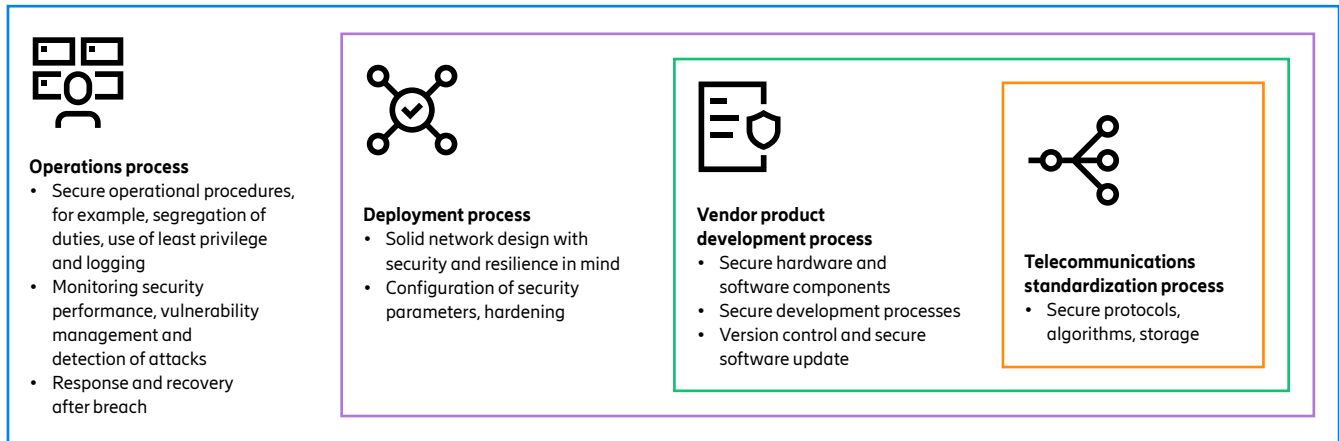 Operations process
• Secure operational procedures,
for example, segregation of
duties, use of least privilege
and logging
• Monitoring security
performance, vulnerability
management and
detection of attacks
• Response and recovery
after breach
Deployment process
• Solid network design with
security and resilience in mind
• Configuration of security
parameters, hardening
Vendor product
development process
• Secure hardware and
software components
• Secure development processes
• Version control and secure
software update
Telecommunications
standardization process
• Secure protocols,
algorithms, storage